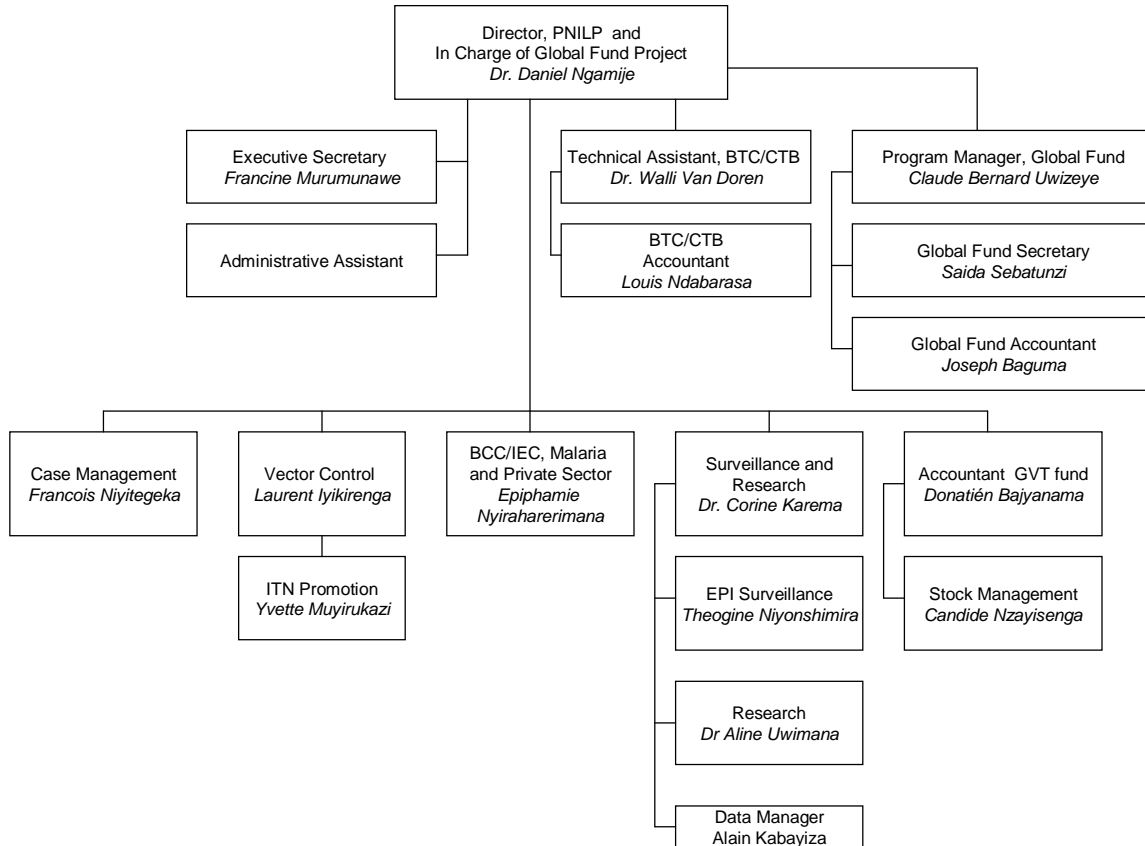 Director, PNILP and
In Charge of Global Fund Project
Dr. Daniel Ngamije
Executive Secretary
Francine Murumunawe
Technical Assistant, BTC/CTB
Dr. Walli Van Doren
Program Manager, Global Fund
Claude Bernard Uwizeye
Administrative Assistant
BTC/CTB
Accountant
Louis Ndabarasa
Global Fund Secretary
Saida Sebatunzi
Global Fund Accountant
Joseph Baguma
Case Management
Francois Niyitegeka
Vector Control
Laurent Iyikirenga
BCC/IEC, Malaria
and Private Sector
Epiphamie
Nyiraharerimana
Surveillance and
Research
Dr. Corine Karema
Accountant GVT fund
Donatién Bajyanama
ITN Promotion
Yvette Muyirukazi
EPI Surveillance
Theogine Niyonshimira
Stock Management
Candide Nzayisenga
Research
Dr Aline Uwimana
Data Manager
Alain Kabayiza